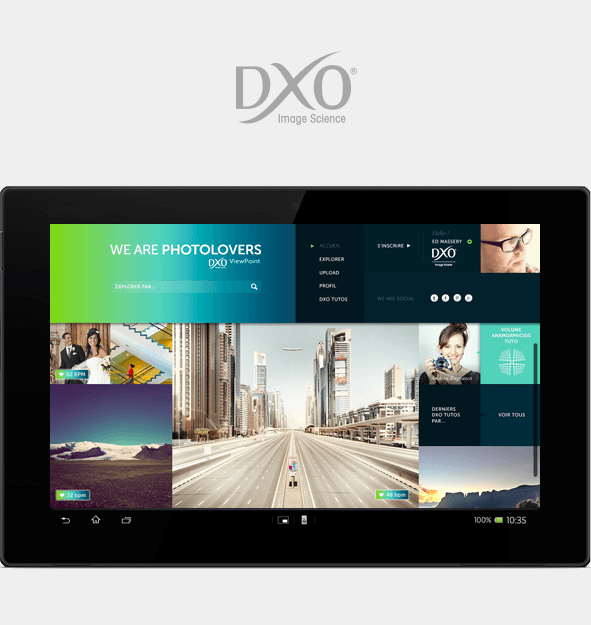 DXO®
Image Science
WE ARE PHOTOLOVERS
DXO ViewPoint
EXPLORER PAR...
ACCUEIL
EXPLORER
UPLOAD
PROFIL
DXO TUTOS
S'INSCRIRE
Hello !
ED MASSERY
DXO
Image Master
WE ARE SOCIAL
62 BPM
VOLUME
ANAMORPHOSIS
TUTO
DERNIERS
DXO TUTOS
PAR...
VOIR TOUS
32 bpm
48 bpm
100%
10:35